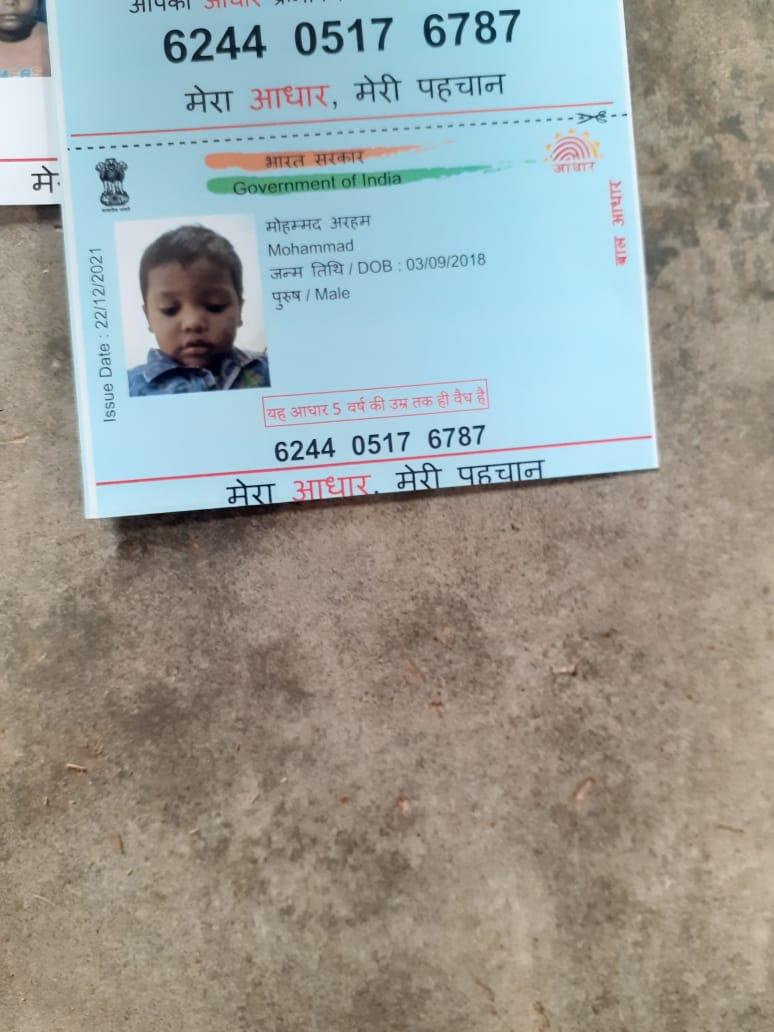 आपका आधार
6244 0517 6787
मेरा आधार, मेरी पहचान
भारत सरकार
Government of India
आधार
बाल आधार
Issue Date : 22/12/2021
मोहम्मद अरहम
Mohammad
जन्म तिथि / DOB : 03/09/2018
पुरुष / Male
यह आधार 5 वर्ष की उम्र तक ही वैध है
6244 0517 6787
मेरा आधार, मेरी पहचान